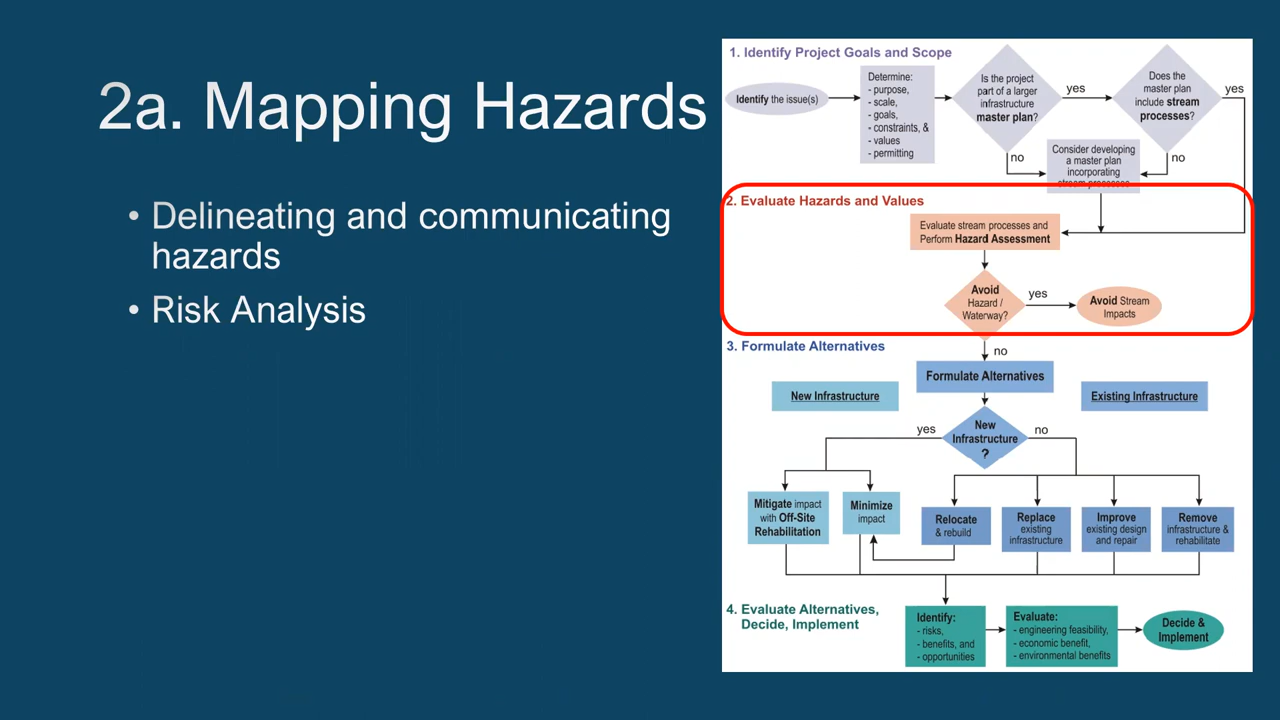 2a. Mapping Hazards
• Delineating and communicating
hazards
• Risk Analysis
1. Identify Project Goals and Scope
Identify the issue(s)
Determine:
- purpose,
- scale,
- goals,
- constraints, &
- values
- permitting
Is the project
part of a larger
infrastructure
master plan?
yes
Does the
master plan
include stream
processes?
yes
no
no
Consider developing
a master plan
incorporating
stream processes
2. Evaluate Hazards and Values
Evaluate stream processes and
Perform Hazard Assessment
Avoid
Hazard /
Waterway?
yes
Avoid Stream
Impacts
no
3. Formulate Alternatives
Formulate Alternatives
New Infrastructure
Existing Infrastructure
New
Infrastructure
?
yes
no
Mitigate impact
with Off-Site
Rehabilitation
Minimize
impact
Relocate
& rebuild
Replace
existing
infrastructure
Improve
existing design
and repair
Remove
infrastructure &
rehabilitate
4. Evaluate Alternatives,
Decide, Implement
Identify:
- risks,
- benefits, and
- opportunities
Evaluate:
- engineering feasibility,
- economic benefit,
- environmental benefits
Decide &
Implement